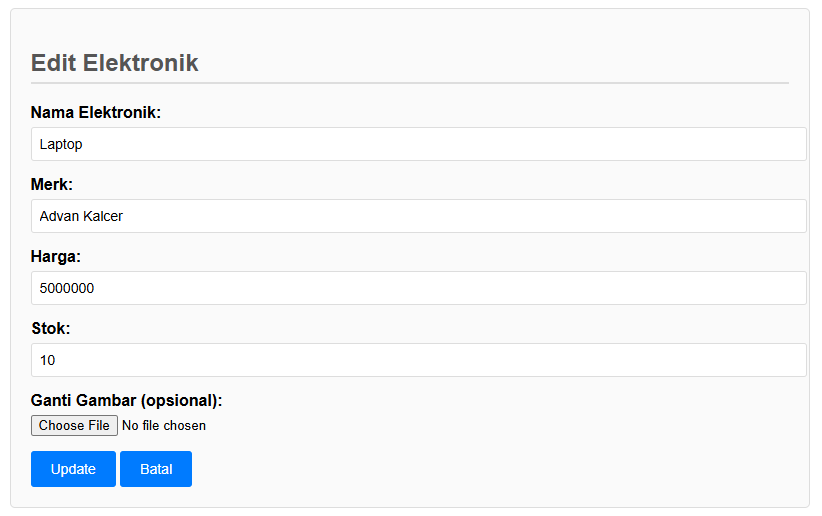 Edit Elektronik
Nama Elektronik:
Laptop
Merk:
Advan Kalcer
Harga:
5000000
Stok:
10
Ganti Gambar (opsional):
Choose File No file chosen
Update Batal